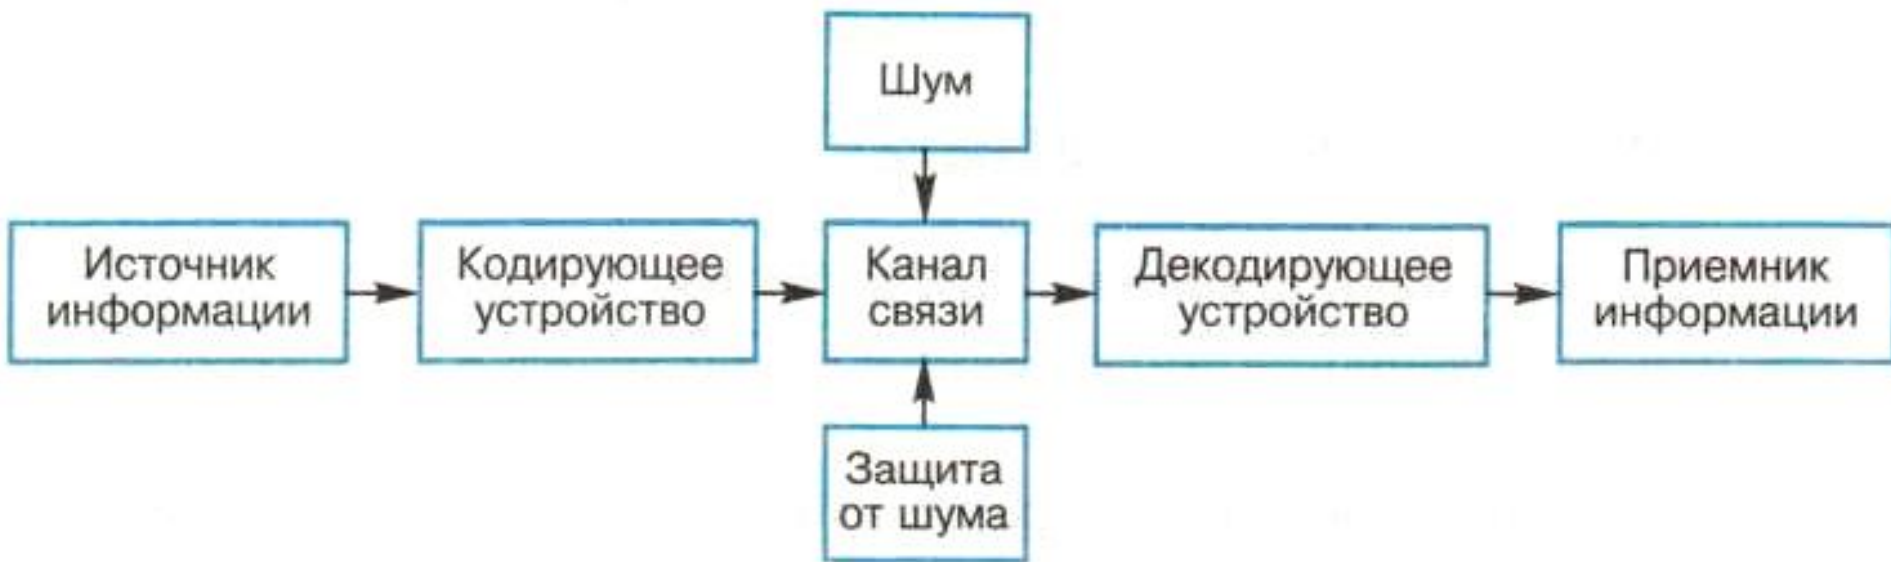 Шум
Источник
информации
Кодирующее
устройство
Канал
связи
Декодирующее
устройство
Приемник
информации
Защита
от шума